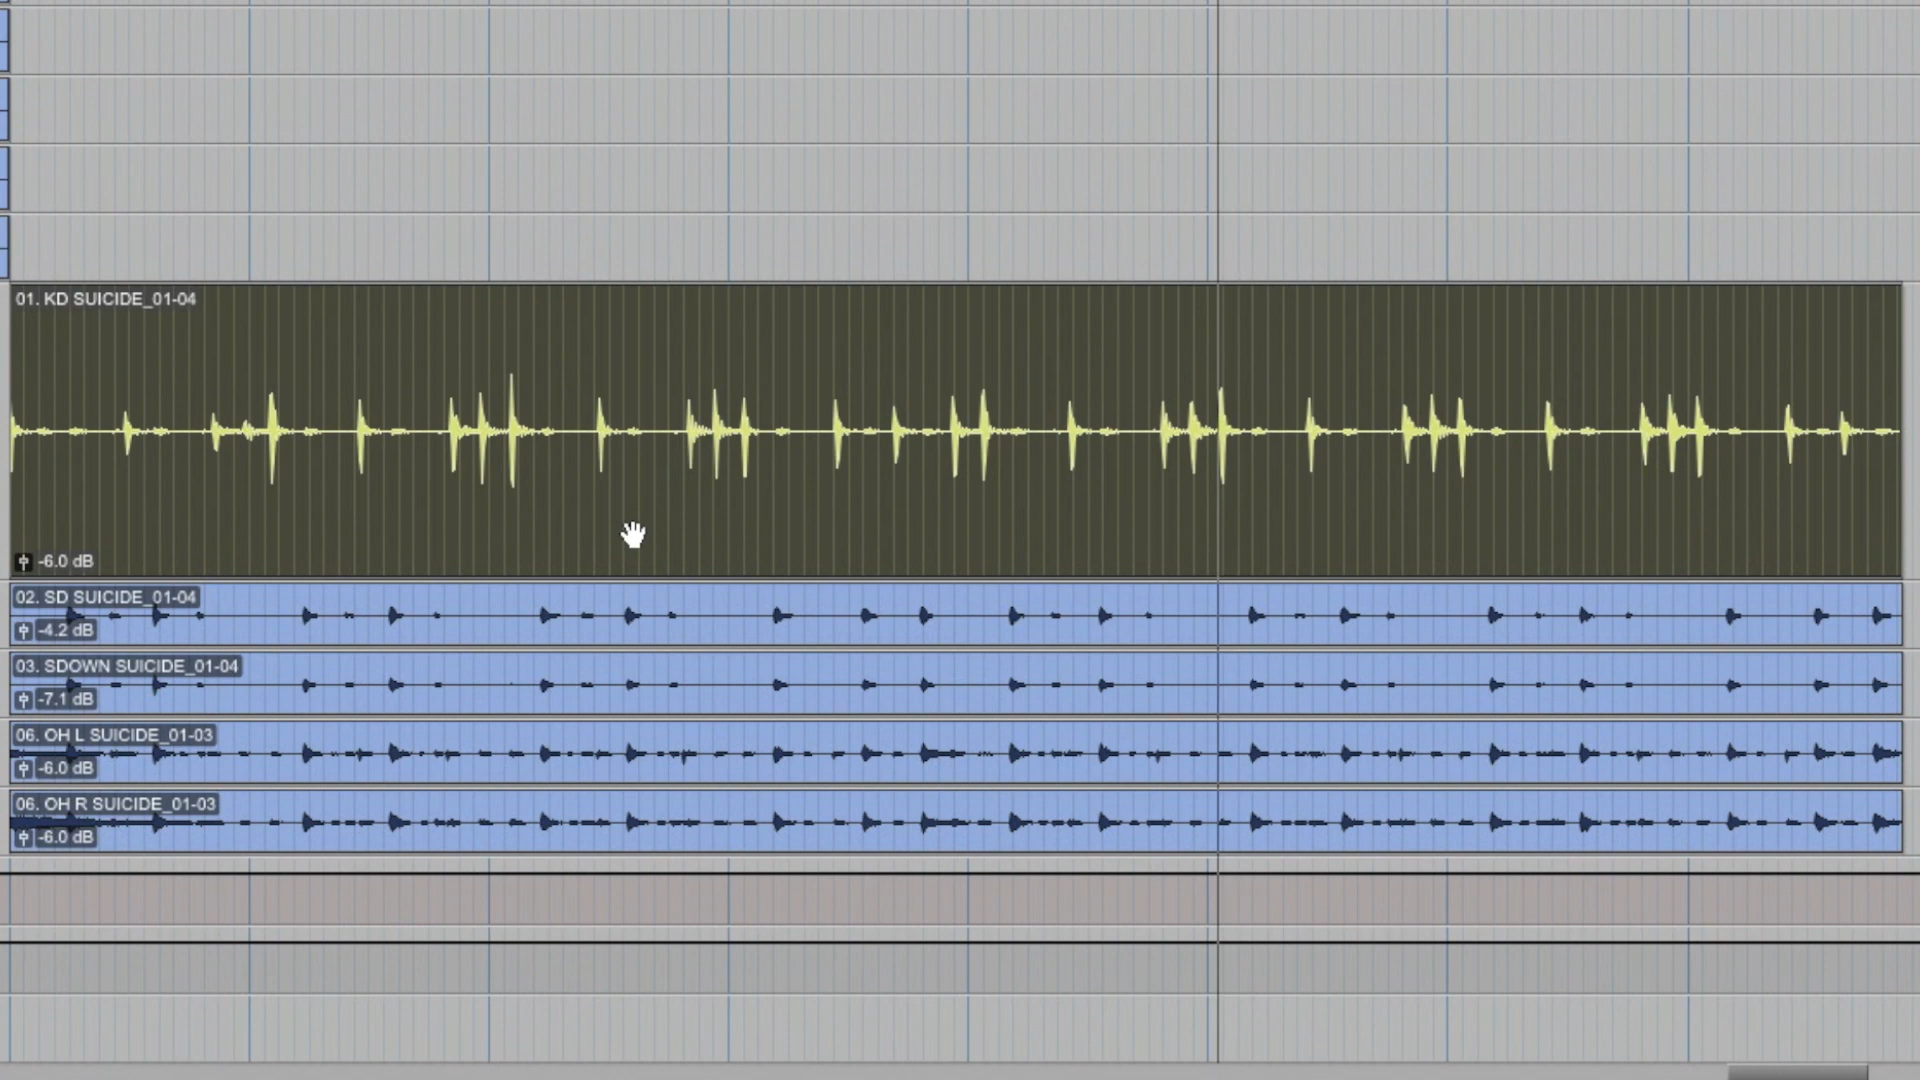 01. KD SUICIDE_01-04
-6.0 dB
02. SD SUICIDE_01-04
-4.2 dB
03. SDOWN SUICIDE_01-04
-7.1 dB
06. OH L SUICIDE_01-03
-6.0 dB
06. OH R SUICIDE_01-03
-6.0 dB